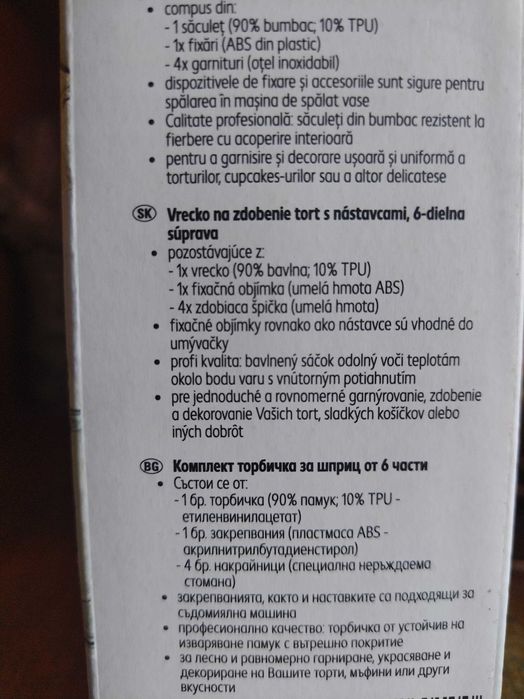 • compus din:
- 1 săculeț (90% bumbac; 10% TPU)
- 1x fixări (ABS din plastic)
- 4x garnituri (oțel inoxidabil)
• dispozitivele de fixare și accesoriile sunt sigure pentru
spălarea în mașina de spălat vase
• Calitate profesională: săculeți din bumbac rezistent la
fierbere cu acoperire interioară
• pentru a garnisire și decorare ușoară și uniformă a
torturilor, cupcakes-urilor sau a altor delicatese
SK Vrecko na zdobenie tort s nástavcami, 6-dielna
súprava
• pozostávajúce z:
- 1x vrecko (90% bavlna; 10% TPU)
- 1x fixačná objímka (umelá hmota ABS)
- 4x zdobiaca špička (umelá hmota)
• fixačné objímky rovnako ako nástavce sú vhodné do
umývačky
• profi kvalita: bavlnený sáčok odolný voči teplotám
okolo bodu varu s vnútorným potiahnutím
• pre jednoduché a rovnomerné garnýrovanie, zdobenie
a dekorovanie Vašich tort, sladkých košíčkov alebo
iných dobrôt
BG Комплект торбичка за шприц от 6 части
• Състои се от:
- 1 бр. торбичка (90% памук; 10% TPU -
етиленвинилацетат)
- 1 бр. закрепвания (пластмаса ABS -
акрилнитрилбутадиенстирол)
- 4 бр. накрайници (специална неръждаема
стомана)
• закрепванията, както и наставките са подходящи за
съдомиялна машина
• професионално качество: торбичка от устойчив на
изваряване памук с вътрешно покритие
• за лесно и равномерно гарниране, украсяване и
декориране на Вашите торти, мъфини или други
вкусности